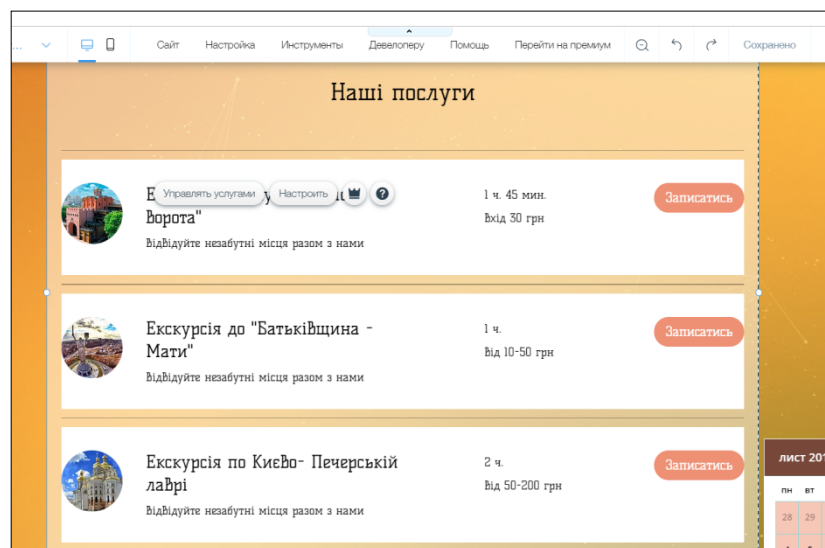 Сайт Настройка Инструменты Девелоперу Помощь Перейти на премиум Сохранено
Наші послуги
Управлять услугами Настроить
Ворота"
Відвідуйте незабутні місця разом з нами
1 ч. 45 мин.
Вхід 30 грн
Записатись
Екскурсія до "Батьківщина -
Мати"
Відвідуйте незабутні місця разом з нами
1 ч.
Від 10-50 грн
Записатись
Екскурсія по Києво- Печерській
лаврі
Відвідуйте незабутні місця разом з нами
2 ч.
Від 50-200 грн
Записатись
лист 201
пн вт
28 29